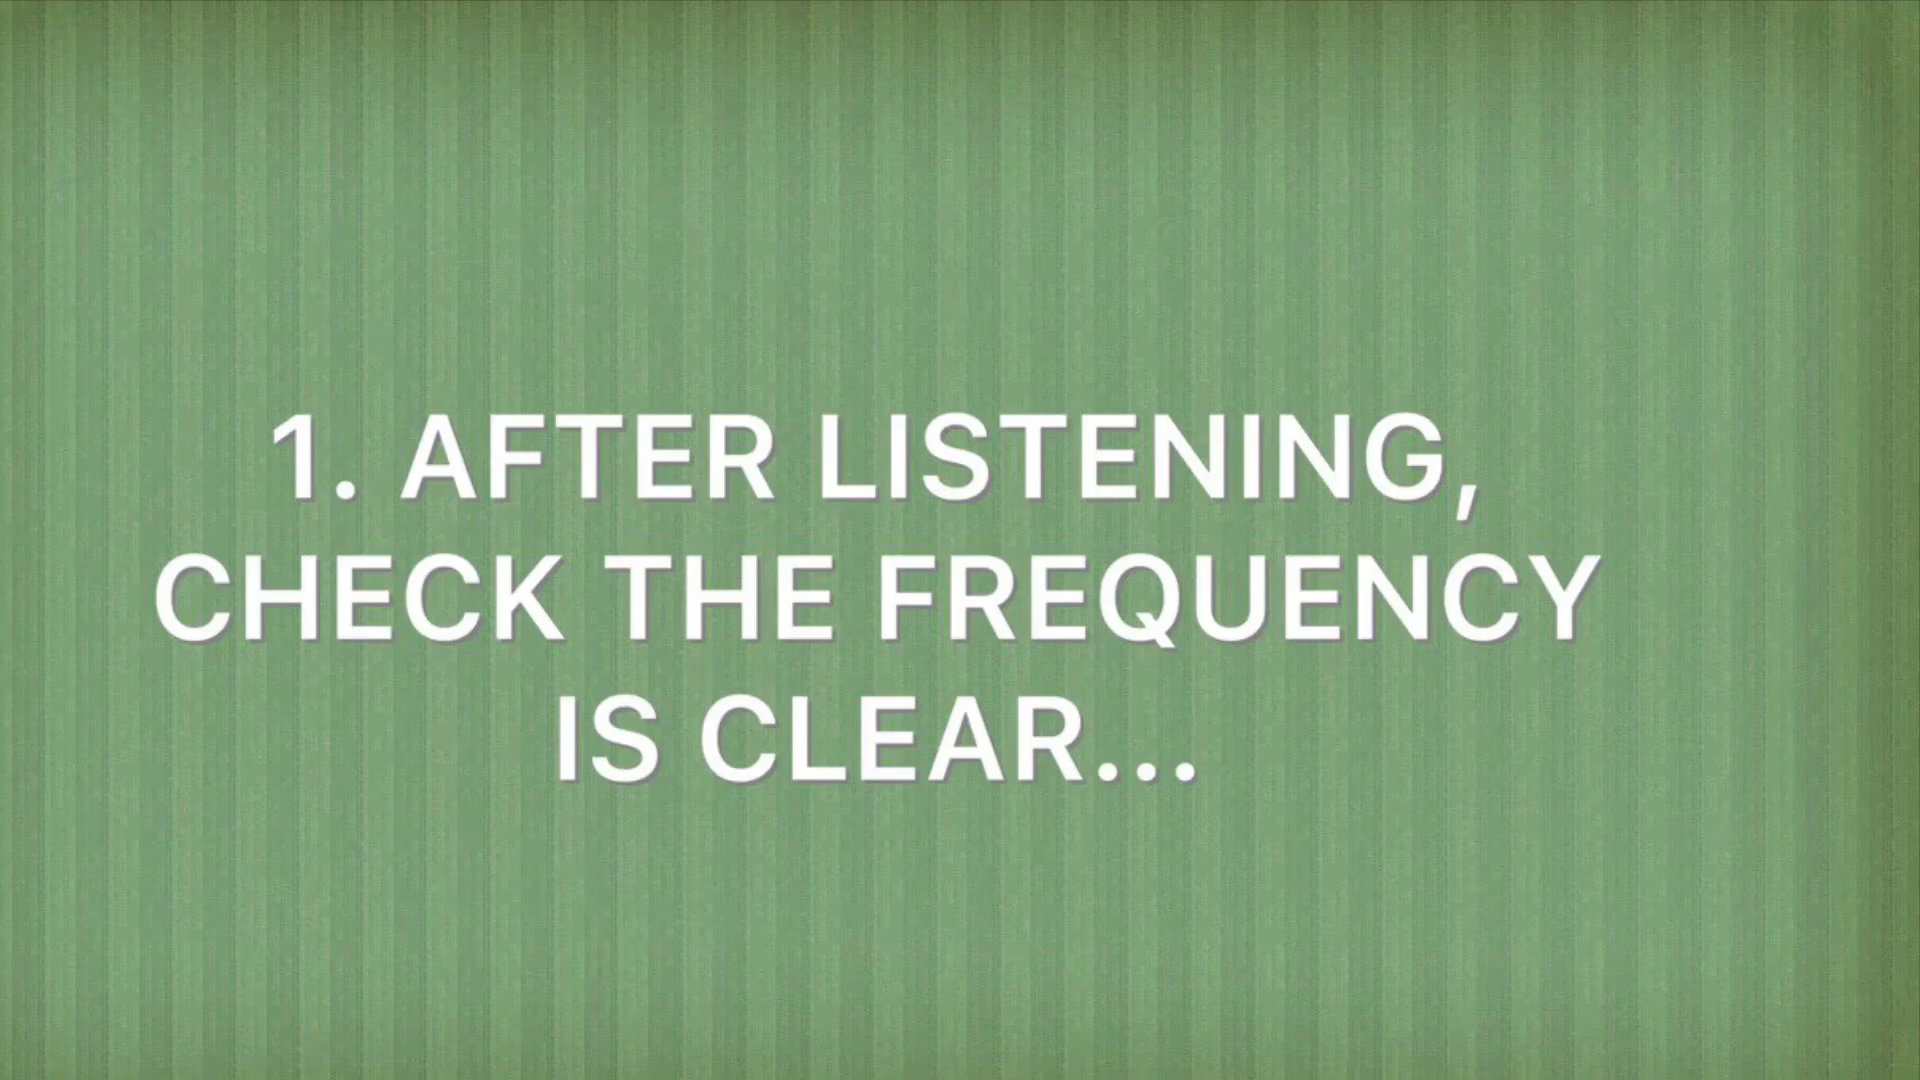 1. AFTER LISTENING,
CHECK THE FREQUENCY
IS CLEAR...